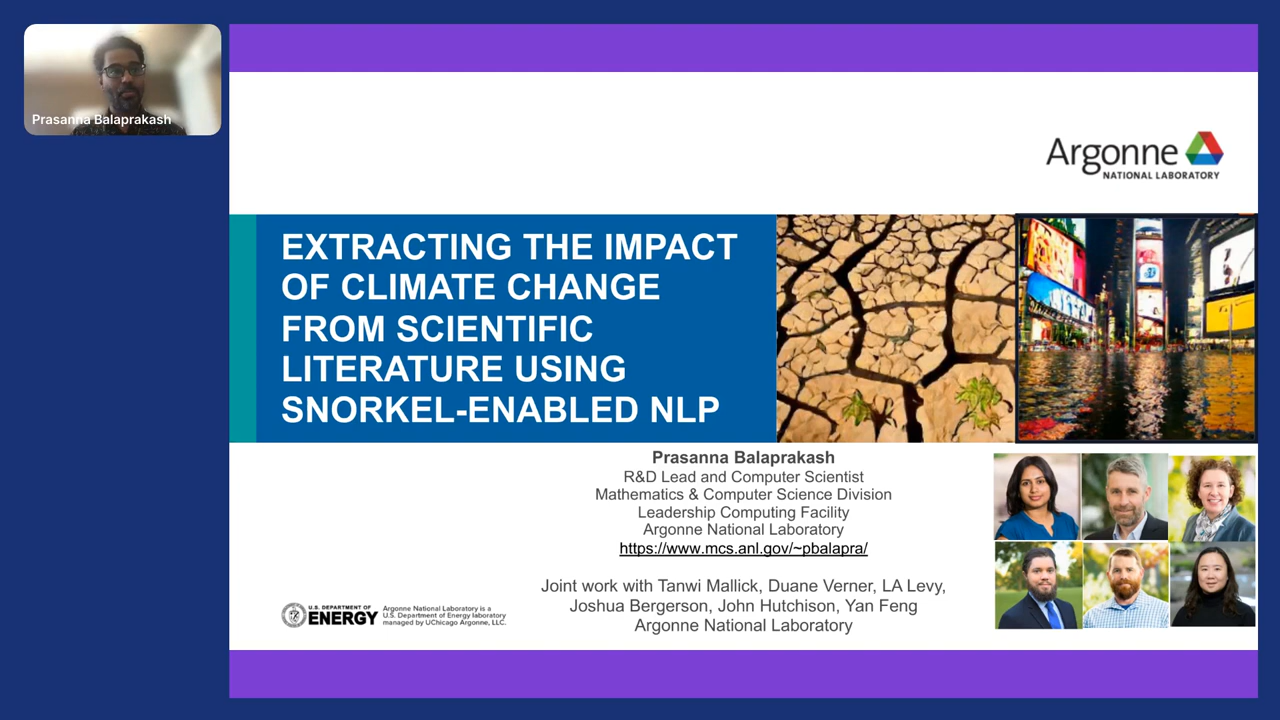 Prasanna Balaprakash
Argonne
NATIONAL LABORATORY
EXTRACTING THE IMPACT
OF CLIMATE CHANGE
FROM SCIENTIFIC
LITERATURE USING
SNORKEL-ENABLED NLP
Prasanna Balaprakash
R&D Lead and Computer Scientist
Mathematics & Computer Science Division
Leadership Computing Facility
Argonne National Laboratory
https://www.mcs.anl.gov/~pbalapra/
Joint work with Tanwi Mallick, Duane Verner, LA Levy,
Joshua Bergerson, John Hutchison, Yan Feng
Argonne National Laboratory
U.S. DEPARTMENT OF
ENERGY
Argonne National Laboratory is a
U.S. Department of Energy laboratory
managed by UChicago Argonne, LLC.